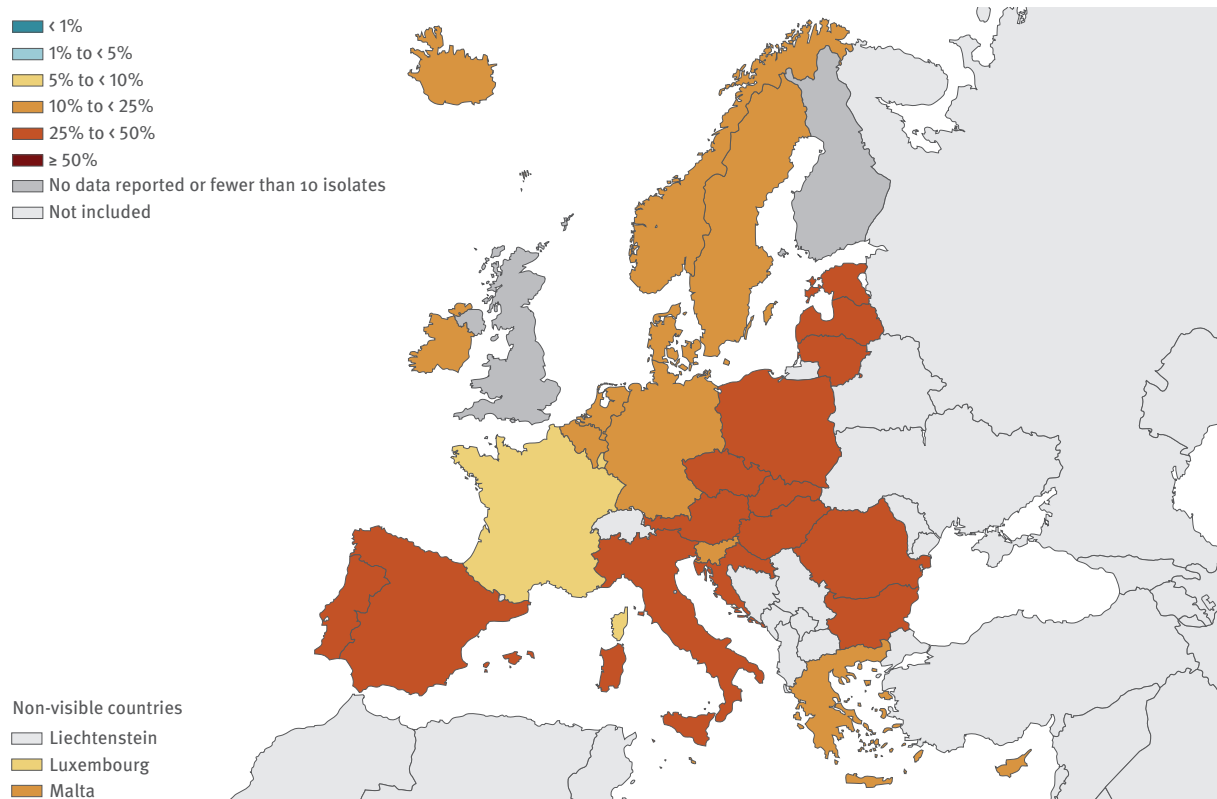 < 1%
1% to < 5%
5% to < 10%
10% to < 25%
25% to < 50%
≥ 50%
No data reported or fewer than 10 isolates
Not included
Non-visible countries
Liechtenstein
Luxembourg
Malta